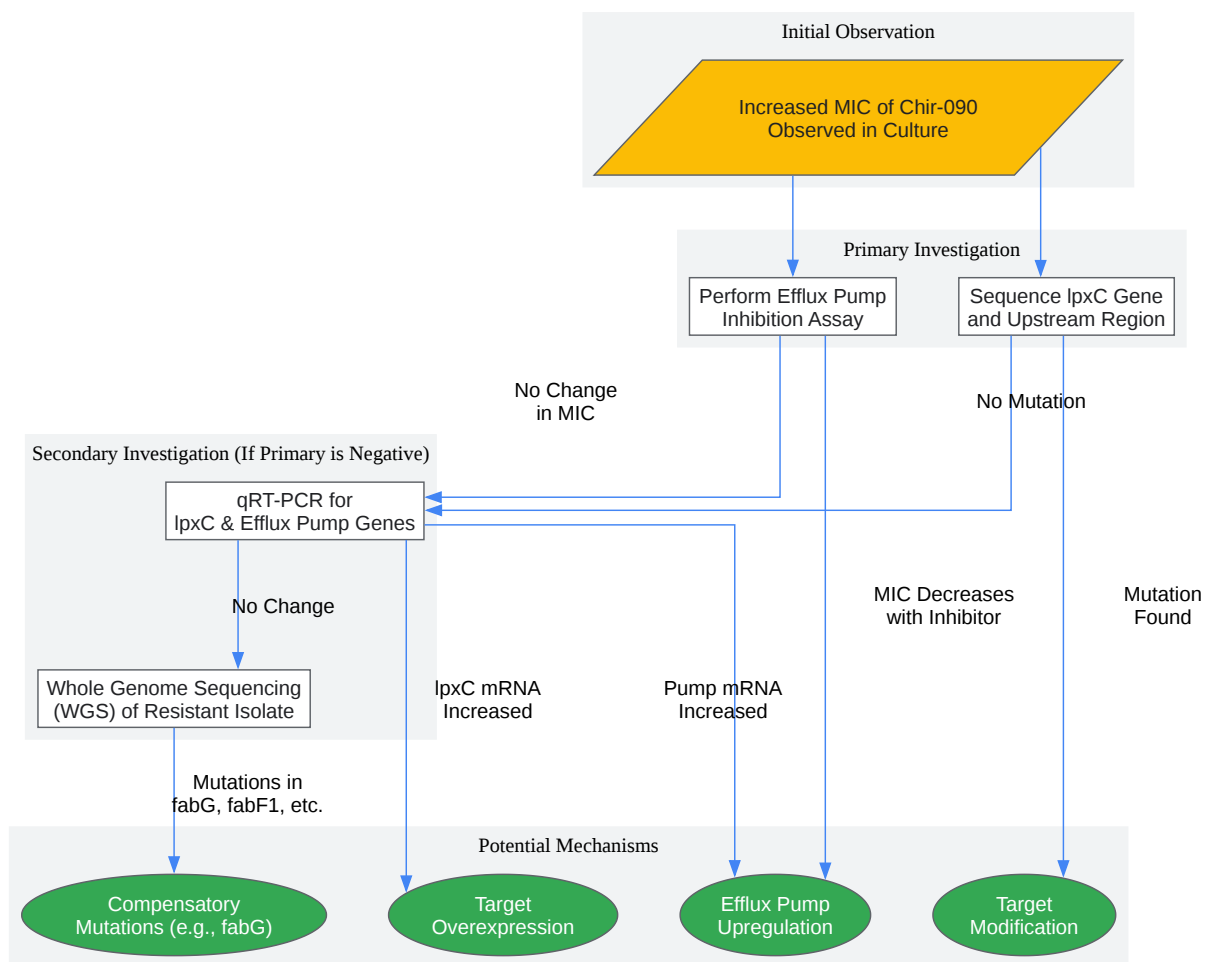 Initial Observation
Increased MIC of Chir-090
Observed in Culture
Primary Investigation
Perform Efflux Pump
Inhibition Assay
Sequence lpxC Gene
and Upstream Region
No Change
in MIC
No Mutation
Secondary Investigation (If Primary is Negative)
qRT-PCR for
lpxC & Efflux Pump Genes
No Change
MIC Decreases
with Inhibitor
Mutation
Found
Whole Genome Sequencing
(WGS) of Resistant Isolate
lpxC mRNA
Increased
Pump mRNA
Increased
Mutations in
fabG, fabF1, etc.
Potential Mechanisms
Compensatory
Mutations (e.g., fabG)
Target
Overexpression
Efflux Pump
Upregulation
Target
Modification